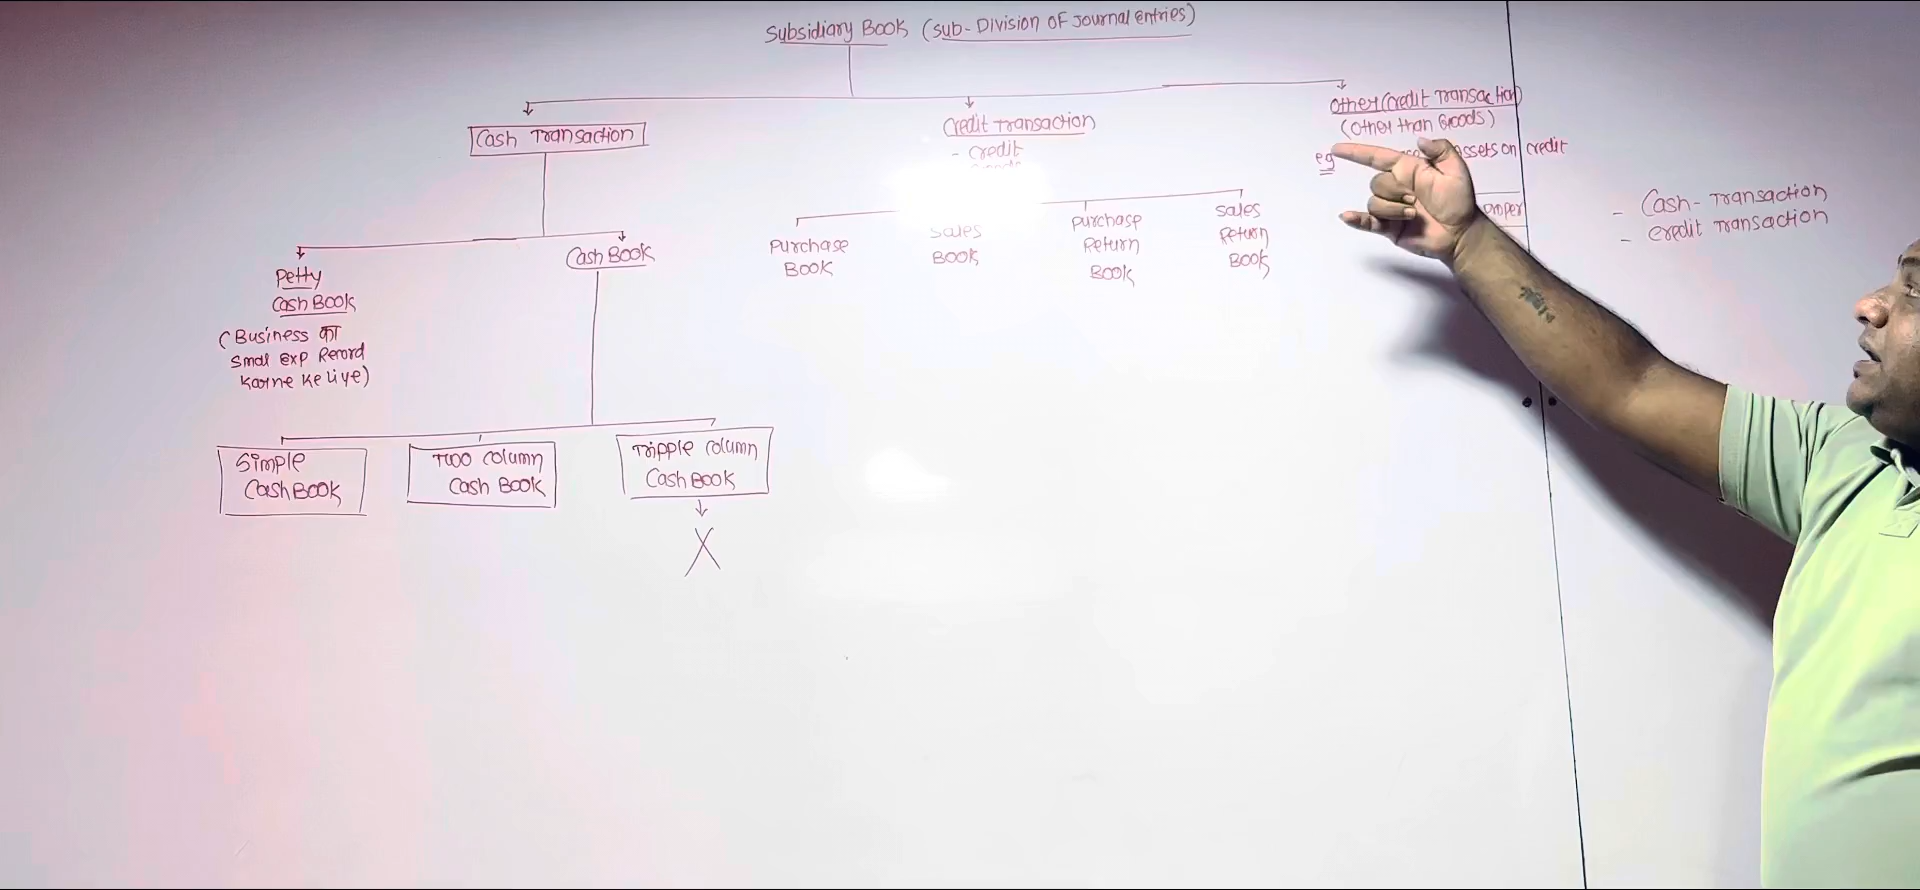 Subsidiary Book (Sub-Division OF Journal entries)
Cash Transaction
Credit Transaction
- Credit
Other (Credit Transaction)
(Other than Goods)
eg Assets on credit
Proper
- Cash - Transaction
- Credit Transaction
Petty
Cash Book
(Business का
Small exp Record
Karne Ke liye)
Cash Book
Purchase
Book
Sales
Book
Purchase
Return
Book
Sales
Return
Book
Simple
Cash Book
Two Column
Cash Book
Tripple Column
Cash Book
X